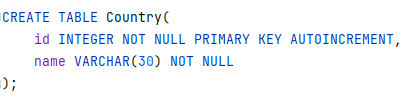 CREATE TABLE Country(
    id INTEGER NOT NULL PRIMARY KEY AUTOINCREMENT,
    name VARCHAR(30) NOT NULL
);